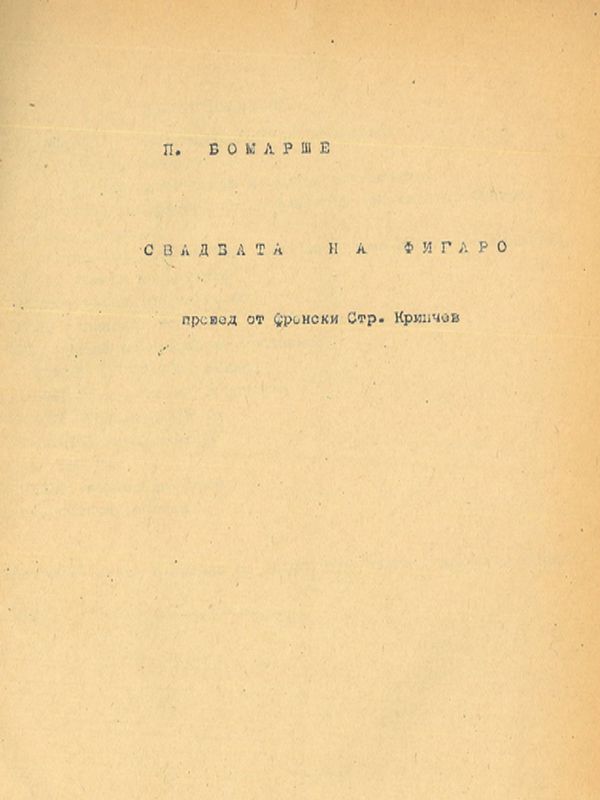 П. БОМАРШЕ
СВАДБАТА НА ФИГАРО
превод от френски Стр. Кринчев